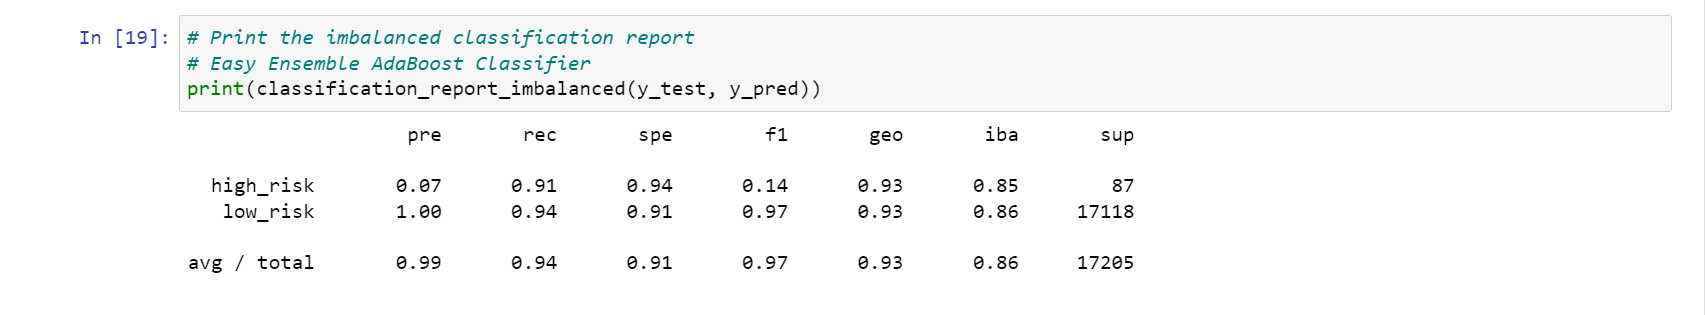 In [19]: # Print the imbalanced classification report
# Easy Ensemble AdaBoost Classifier
print(classification_report_imbalanced(y_test, y_pred))
pre rec spe f1 geo iba sup
high_risk 0.07 0.91 0.94 0.14 0.93 0.85 87
low_risk 1.00 0.94 0.91 0.97 0.93 0.86 17118
avg / total 0.99 0.94 0.91 0.97 0.93 0.86 17205